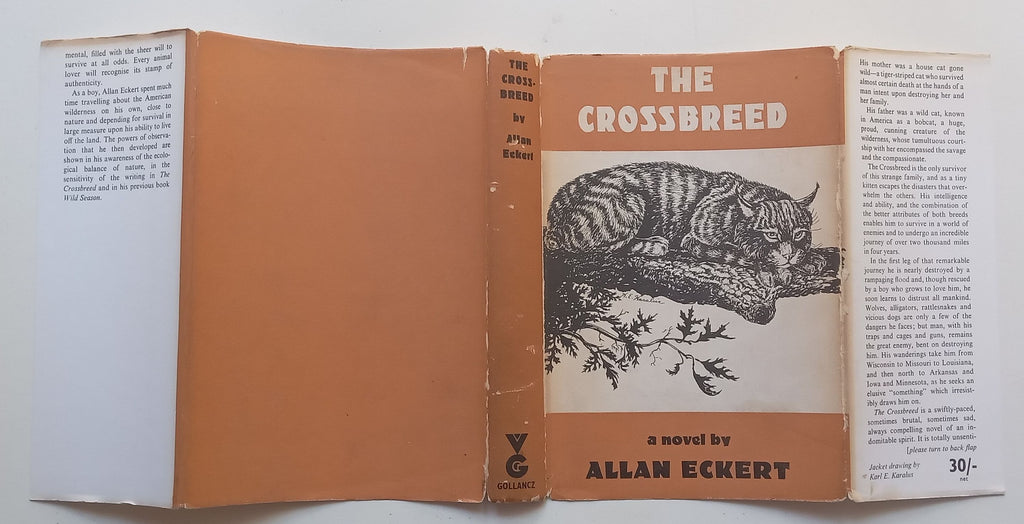 mental, filled with the sheer will to
survive at all odds. Every animal
lover will recognise its stamp of
authenticity.
As a boy, Allan Eckert spent much
time travelling about the American
wilderness on his own, close to
nature and depending for survival in
large measure upon his ability to live
off the land. The powers of observa-
tion that he then developed are
shown in his awareness of the ecolo-
gical balance of nature, in the
sensitivity of the writing in The
Crossbreed and in his previous book
Wild Season.
THE
CROSS-
BREED
by
Allan
Eckert
VG
GOLLANCZ
THE
CROSSBREED
a novel by
ALLAN ECKERT
His mother was a house cat gone
wild—a tiger-striped cat who survived
almost certain death at the hands of a
man intent upon destroying her and
her family.
His father was a wild cat, known
in America as a bobcat, a huge,
proud, cunning creature of the
wilderness, whose tumultuous court-
ship with her encompassed the savage
and the compassionate.
The Crossbreed is the only survivor
of this strange family, and as a tiny
kitten escapes the disasters that over-
whelm the others. His intelligence
and ability, and the combination of
the better attributes of both breeds
enables him to survive in a world of
enemies and to undergo an incredible
journey of over two thousand miles
in four years.
In the first leg of that remarkable
journey he is nearly destroyed by a
rampaging flood and, though rescued
by a boy who grows to love him, he
soon learns to distrust all mankind.
Wolves, alligators, rattlesnakes and
vicious dogs are only a few of the
dangers he faces; but man, with his
traps and cages and guns, remains
the great enemy, bent on destroying
him. His wanderings take him from
Wisconsin to Missouri to Louisiana,
and then north to Arkansas and
Iowa and Minnesota, as he seeks an
elusive "something" which irresist-
ibly draws him on.
The Crossbreed is a swiftly-paced,
sometimes brutal, sometimes sad,
always compelling novel of an in-
domitable spirit. It is totally unsenti-
[please turn to back flap
Jacket drawing by
Karl E. Karalus
30/-
net